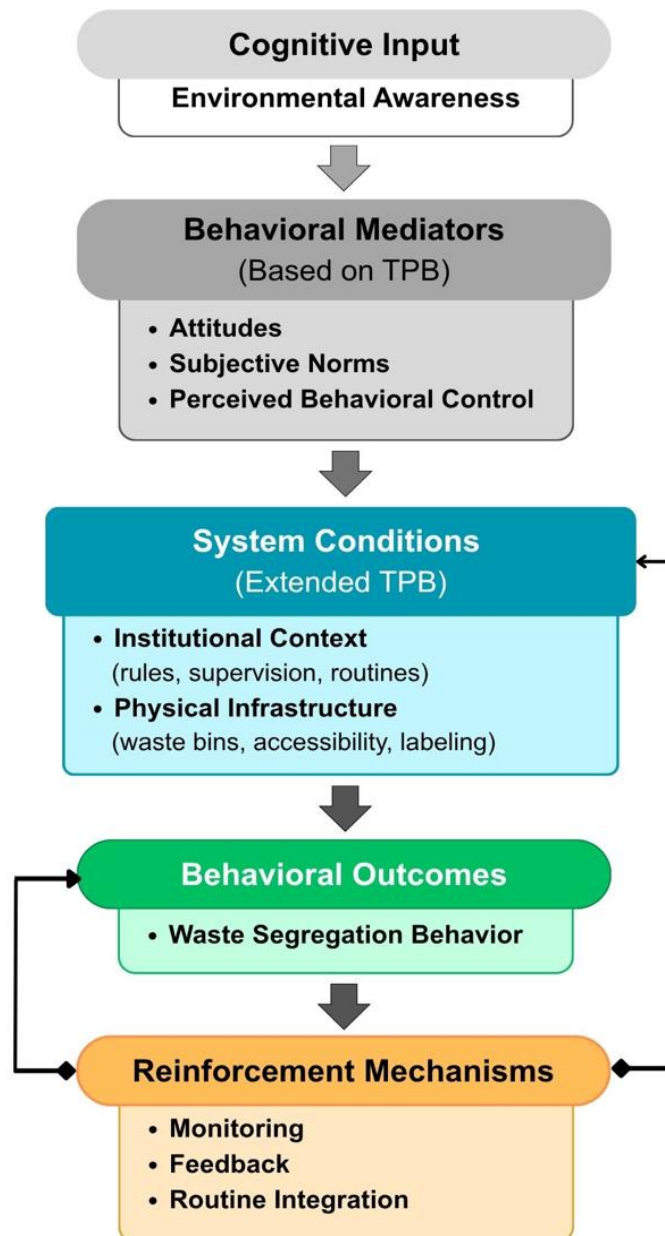 Cognitive Input
Environmental Awareness
Behavioral Mediators
(Based on TPB)
• Attitudes
• Subjective Norms
• Perceived Behavioral Control
System Conditions
(Extended TPB)
• Institutional Context
(rules, supervision, routines)
• Physical Infrastructure
(waste bins, accessibility, labeling)
Behavioral Outcomes
• Waste Segregation Behavior
Reinforcement Mechanisms
• Monitoring
• Feedback
• Routine Integration